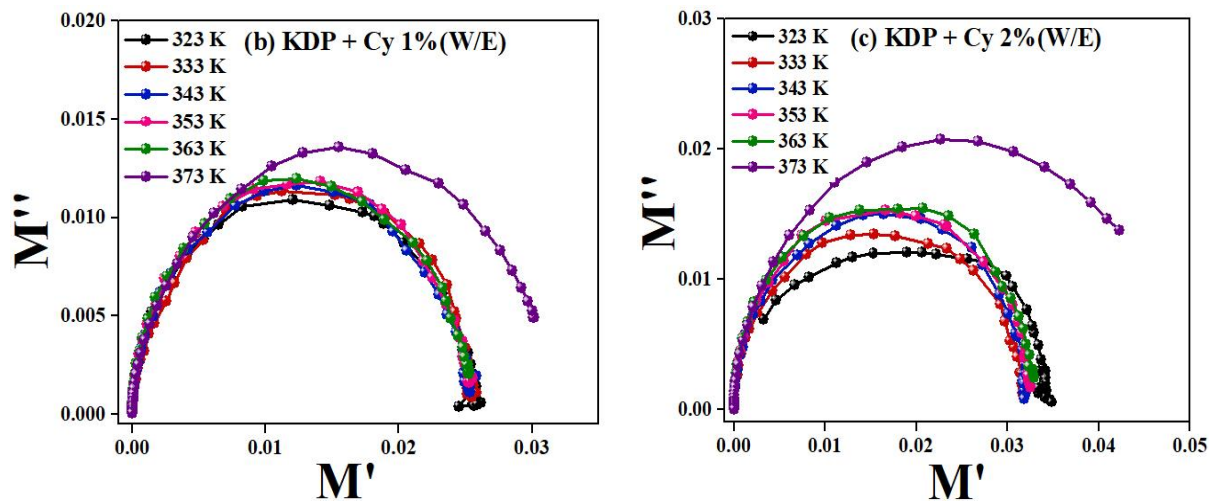 0.020
(b) KDP + Cy 1%(W/E)
323 K
333 K
343 K
353 K
363 K
373 K
0.015
0.010
0.005
0.000
M''
0.00
0.01
0.02
0.03
M'
0.03
(c) KDP + Cy 2%(W/E)
323 K
333 K
343 K
353 K
363 K
373 K
0.02
0.01
0.00
M''
0.00
0.01
0.02
0.03
0.04
0.05
M'